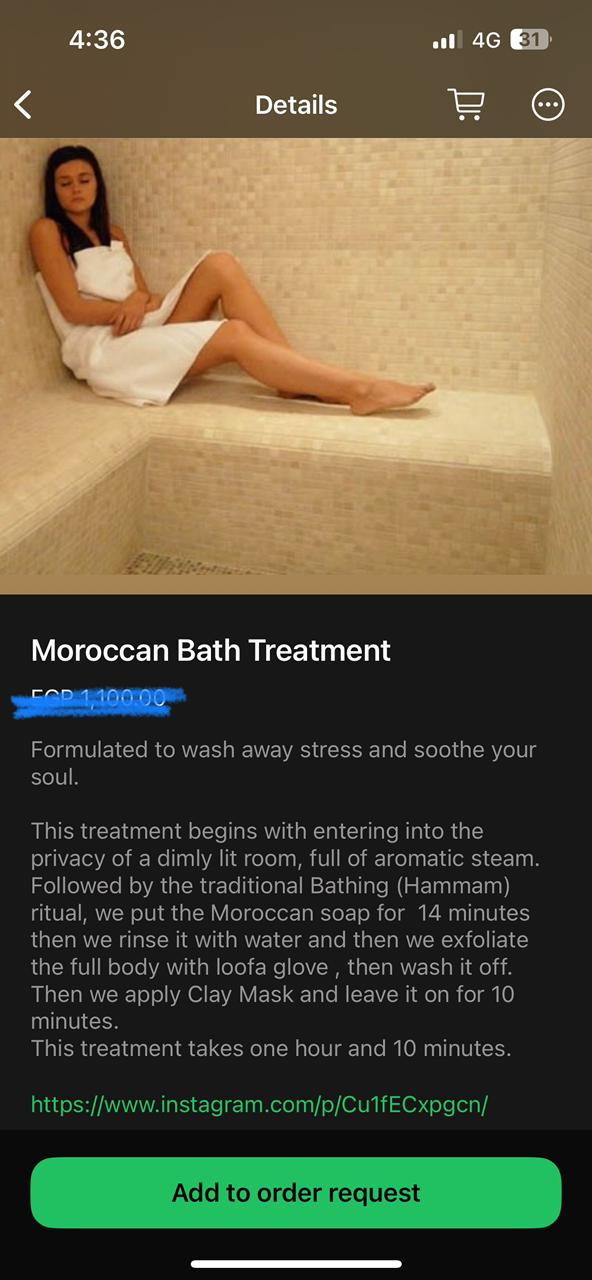 4:36
4G
31
Details
Moroccan Bath Treatment
EGP 1,100.00
Formulated to wash away stress and soothe your
soul.
This treatment begins with entering into the
privacy of a dimly lit room, full of aromatic steam.
Followed by the traditional Bathing (Hammam)
ritual, we put the Moroccan soap for  14 minutes
then we rinse it with water and then we exfoliate
the full body with loofa glove , then wash it off.
Then we apply Clay Mask and leave it on for 10
minutes.
This treatment takes one hour and 10 minutes.
https://www.instagram.com/p/Cu1fECxpgcn/
Add to order request